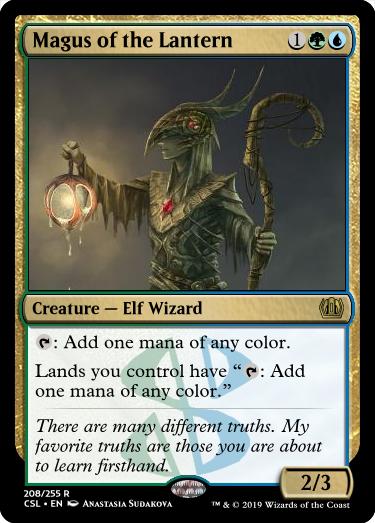 Magus of the Lantern 1
Creature — Elf Wizard
: Add one mana of any color.
Lands you control have “ : Add
one mana of any color.”
There are many different truths. My
favorite truths are those you are about
to learn firsthand.
2/3
208/255 R
CSL • EN Anastasia Sudakova
™ & © 2019 Wizards of the Coast